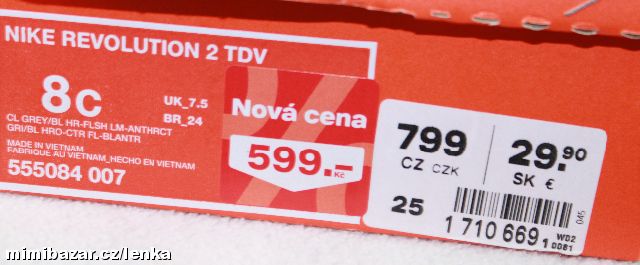 NIKE REVOLUTION 2 TDV
8C
UK_7.5
BR_24
CL GREY/BL HR-FLSH LM-ANTHRCT
GRI/BL HRO-CTR FL-BLANTR
MADE IN VIETNAM
FABRIQUE AU VIETNAM_HECHO EN VIETNAM
555084 007
Nová cena
599.–
Kč
799
CZ CZK
29.90
SK €
25
045
1 710 669
WD2
1 0081
mimibazar.cz/lenka